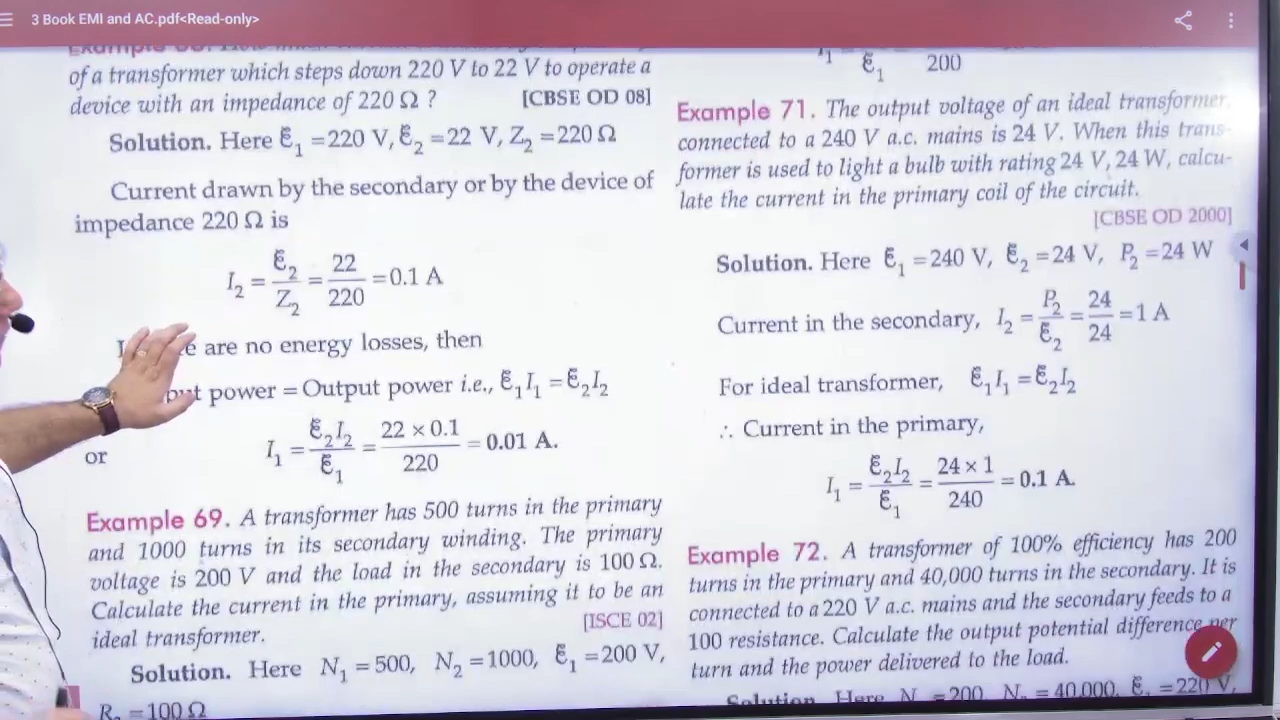 3 Book EMI and AC.pdf<Read-only>
of a transformer which steps down 220 V to 22 V to operate a
device with an impedance of 220 Ω ? [CBSE OD 08]
Solution. Here ℰ₁ = 220 V, ℰ₂ = 22 V, Z₂ = 220 Ω
Current drawn by the secondary or by the device of
impedance 220 Ω is
I₂ = ℰ₂/Z₂ = 22/220 = 0.1 A
are no energy losses, then
power = Output power i.e., ℰ₁I₁ = ℰ₂I₂
or I₁ = ℰ₂I₂/ℰ₁ = 22 × 0.1/220 = 0.01 A.
Example 69. A transformer has 500 turns in the primary
and 1000 turns in its secondary winding. The primary
voltage is 200 V and the load in the secondary is 100 Ω.
Calculate the current in the primary, assuming it to be an
ideal transformer. [ISCE 02]
Solution. Here N₁ = 500, N₂ = 1000, ℰ₁ = 200 V,
= 100 Ω
ℰ₁ 200
Example 71. The output voltage of an ideal transformer,
connected to a 240 V a.c. mains is 24 V. When this trans-
former is used to light a bulb with rating 24 V, 24 W, calcu-
late the current in the primary coil of the circuit.
[CBSE OD 2000]
Solution. Here ℰ₁ = 240 V, ℰ₂ = 24 V, P₂ = 24 W
Current in the secondary, I₂ = P₂/ℰ₂ = 24/24 = 1 A
For ideal transformer, ℰ₁I₁ = ℰ₂I₂
∴ Current in the primary,
I₁ = ℰ₂I₂/ℰ₁ = 24 × 1/240 = 0.1 A.
Example 72. A transformer of 100% efficiency has 200
turns in the primary and 40,000 turns in the secondary. It is
connected to a 220 V a.c. mains and the secondary feeds to a
100 resistance. Calculate the output potential difference per
turn and the power delivered to the load.
Solution. Here N = 200, N = 40,000, ℰ = 220 V,